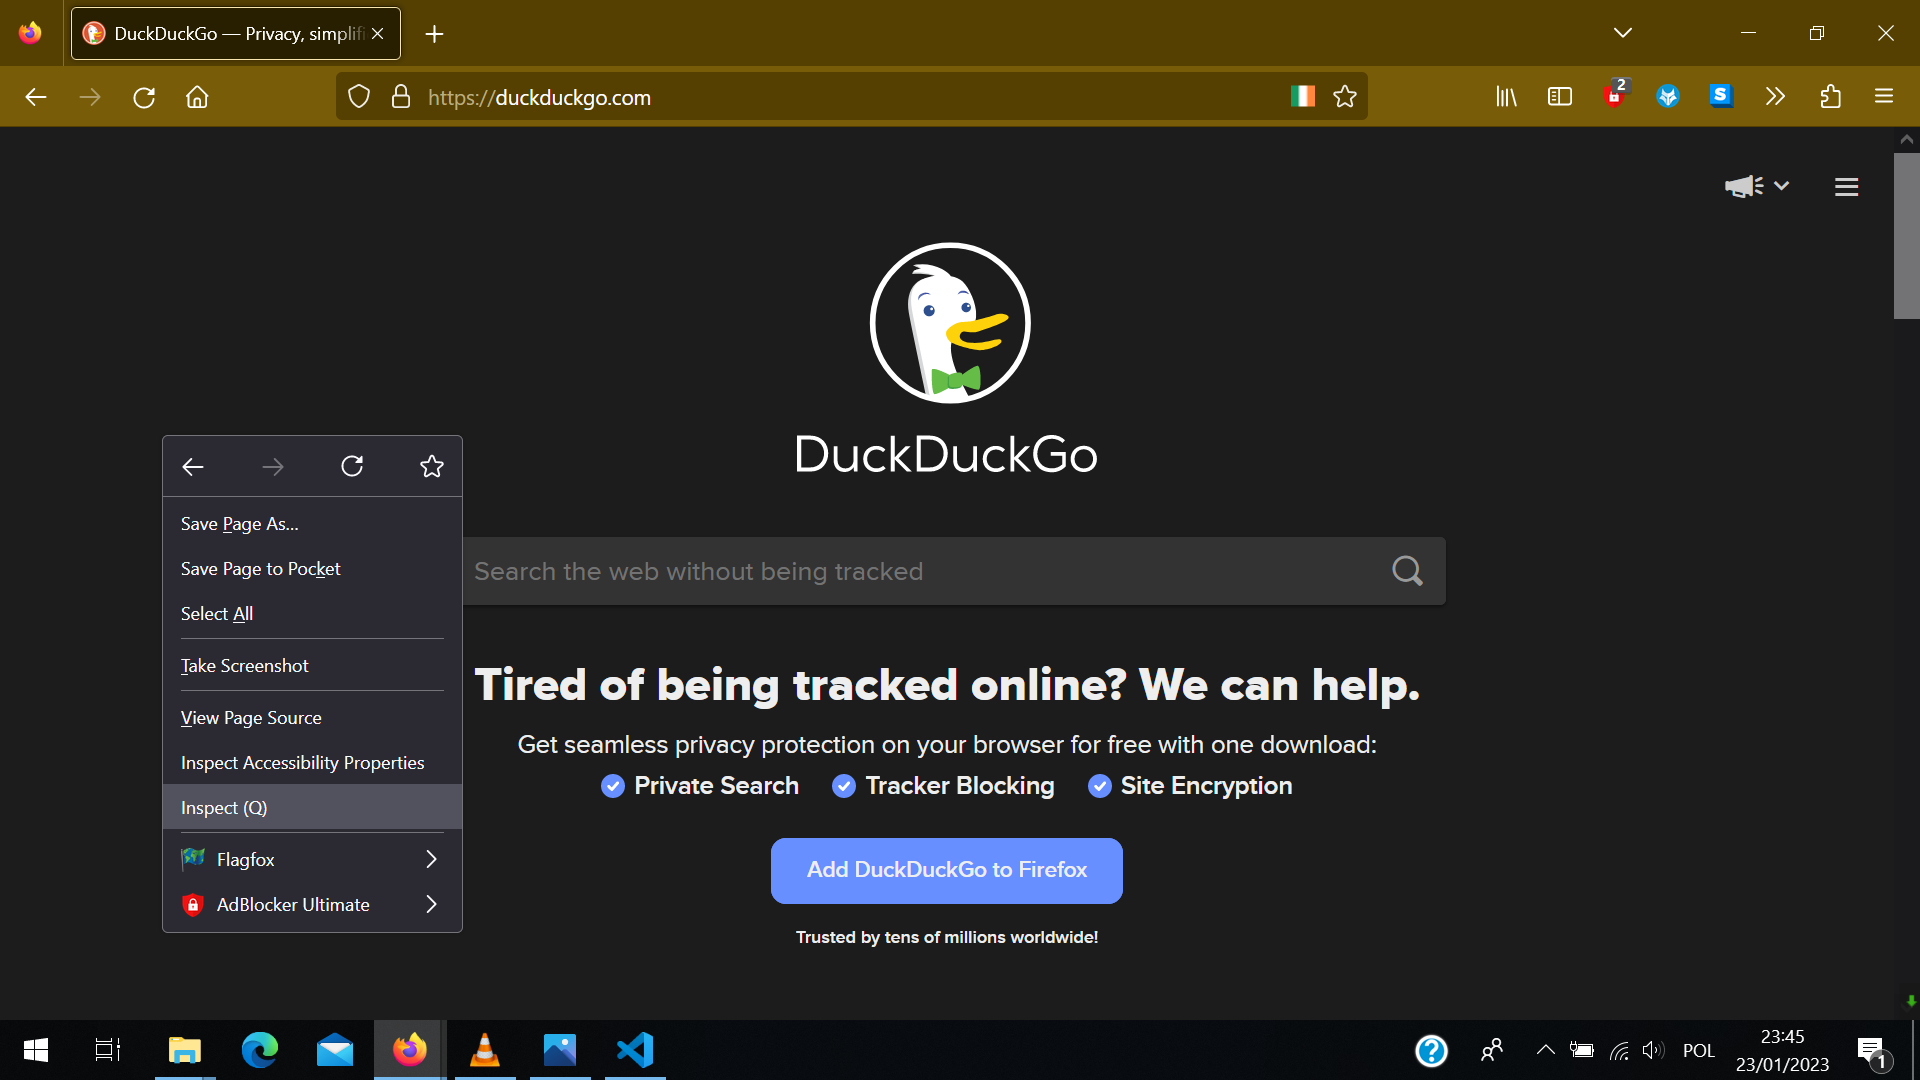 DuckDuckGo — Privacy, simplifi
https://duckduckgo.com
2
S
DuckDuckGo
Search the web without being tracked
Save Page As...
Save Page to Pocket
Select All
Take Screenshot
View Page Source
Inspect Accessibility Properties
Inspect (Q)
Flagfox
AdBlocker Ultimate
Tired of being tracked online? We can help.
Get seamless privacy protection on your browser for free with one download:
Private Search Tracker Blocking Site Encryption
Add DuckDuckGo to Firefox
Trusted by tens of millions worldwide!
?
POL
23:45
23/01/2023
1